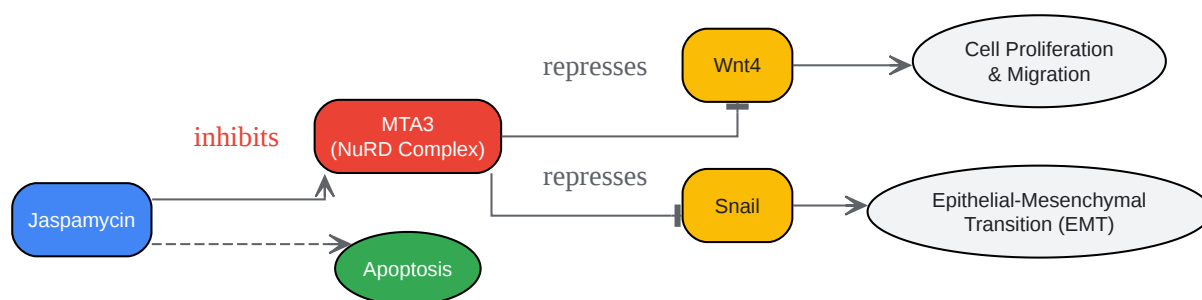 represses
Wnt4
Cell Proliferation
& Migration
inhibits
MTA3
(NuRD Complex)
represses
Jaspamycin
Snail
Epithelial-Mesenchymal
Transition (EMT)
Apoptosis